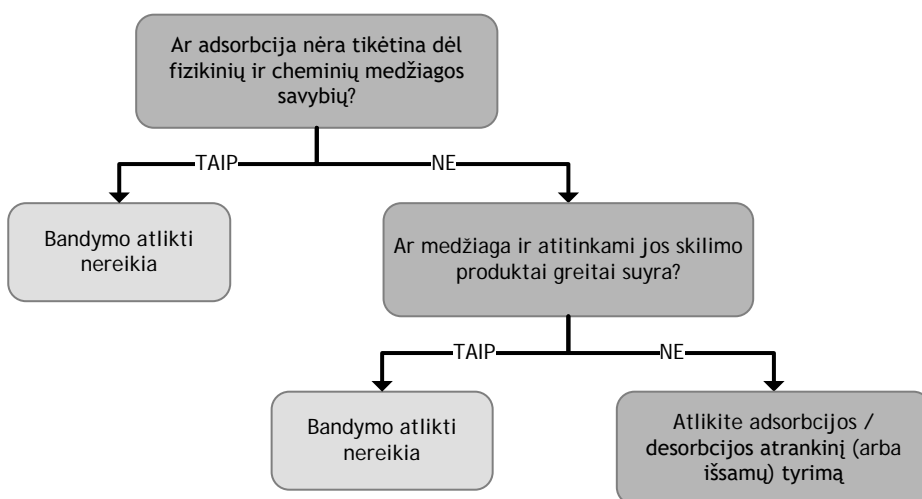 Ar adsorbcija nėra tikėtina dėl
fizikinių ir cheminių medžiagos
savybių?
TAIP
NE
Bandymo atlikti
nereikia
Ar medžiaga ir atitinkami jos skilimo
produktai greitai suyra?
TAIP
NE
Bandymo atlikti
nereikia
Atlikite adsorbcijos /
desorbcijos atrankinį (arba
išsamų) tyrimą